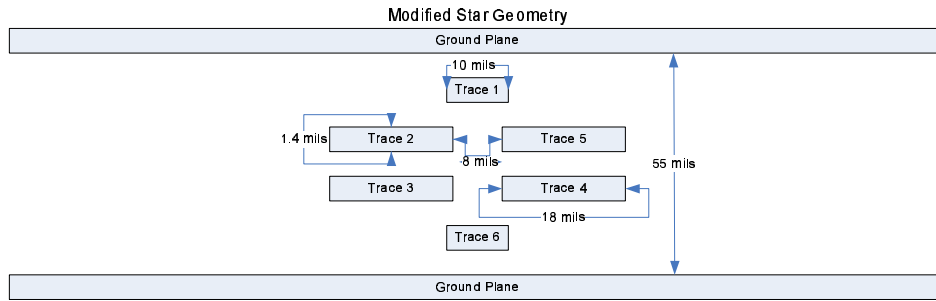 Modified Star Geometry
Ground Plane
10 mils
Trace 1
1.4 mils
Trace 2
Trace 5
8 mils
55 mils
Trace 3
Trace 4
18 mils
Trace 6
Ground Plane